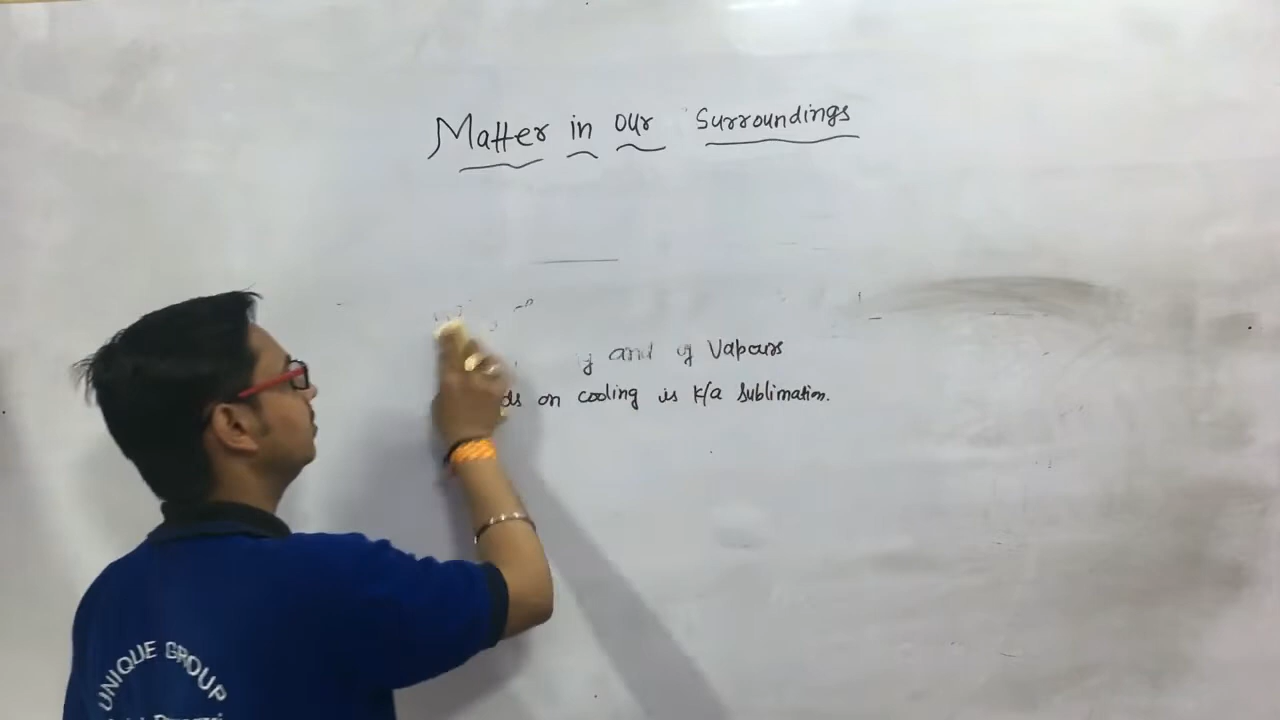 Matter in our Surroundings
and of Vapours
ds on cooling is k/a Sublimation.
UNIQUE GROUP